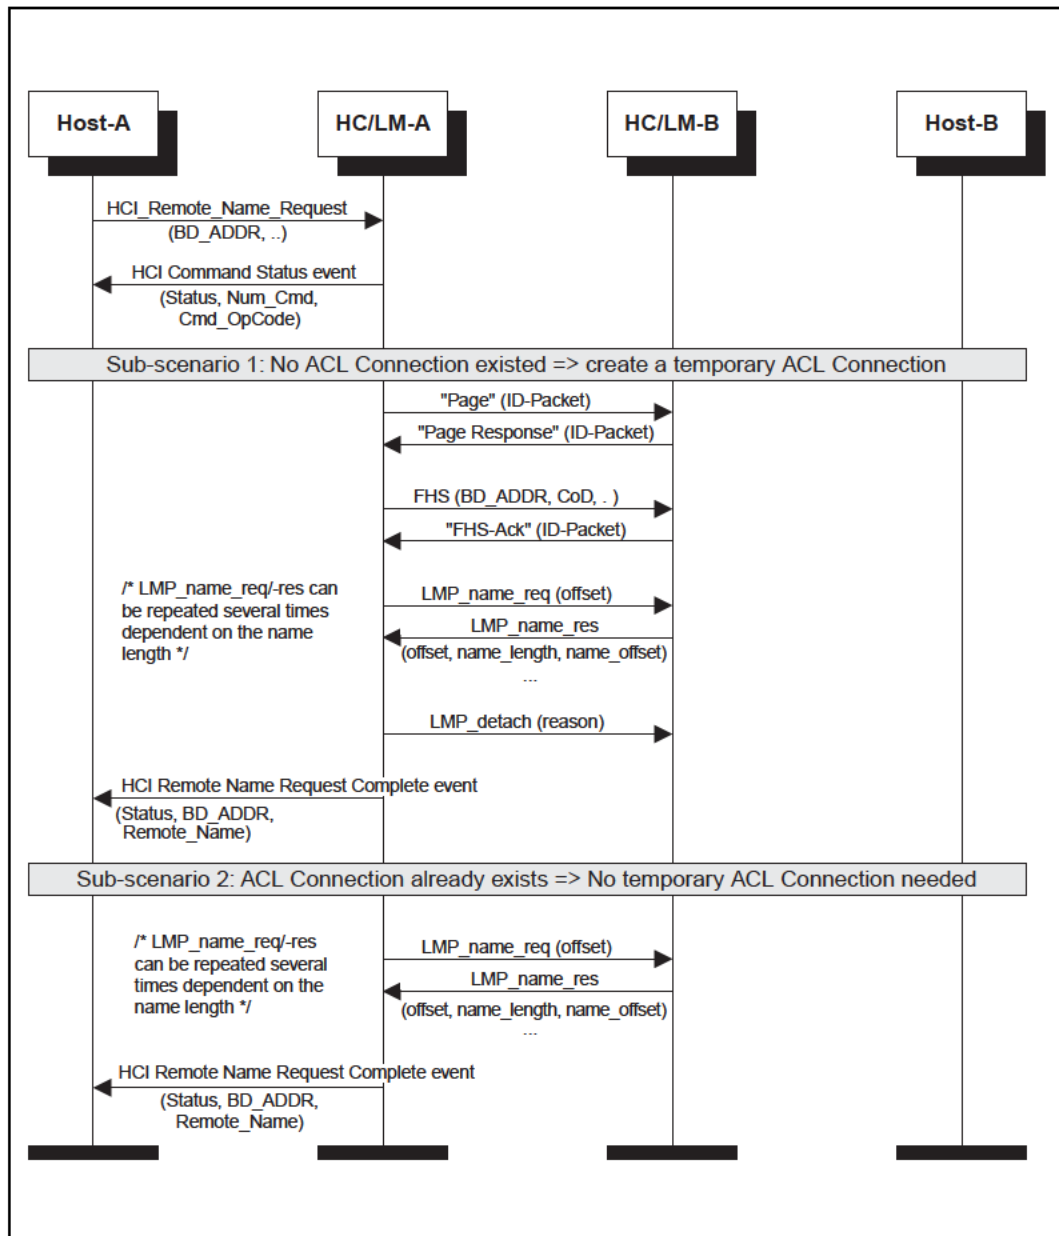 Host-A
HC/LM-A
HC/LM-B
Host-B
HCI_Remote_Name_Request
(BD_ADDR, ..)
HCI Command Status event
(Status, Num_Cmd,
Cmd_OpCode)
Sub-scenario 1: No ACL Connection existed => create a temporary ACL Connection
"Page" (ID-Packet)
"Page Response" (ID-Packet)
FHS (BD_ADDR, CoD, . )
"FHS-Ack" (ID-Packet)
/* LMP_name_req/-res can
be repeated several times
dependent on the name
length */
LMP_name_req (offset)
LMP_name_res
(offset, name_length, name_offset)
...
LMP_detach (reason)
HCI Remote Name Request Complete event
(Status, BD_ADDR,
Remote_Name)
Sub-scenario 2: ACL Connection already exists => No temporary ACL Connection needed
/* LMP_name_req/-res
can be repeated several
times dependent on the
name length */
LMP_name_req (offset)
LMP_name_res
(offset, name_length, name_offset)
...
HCI Remote Name Request Complete event
(Status, BD_ADDR,
Remote_Name)